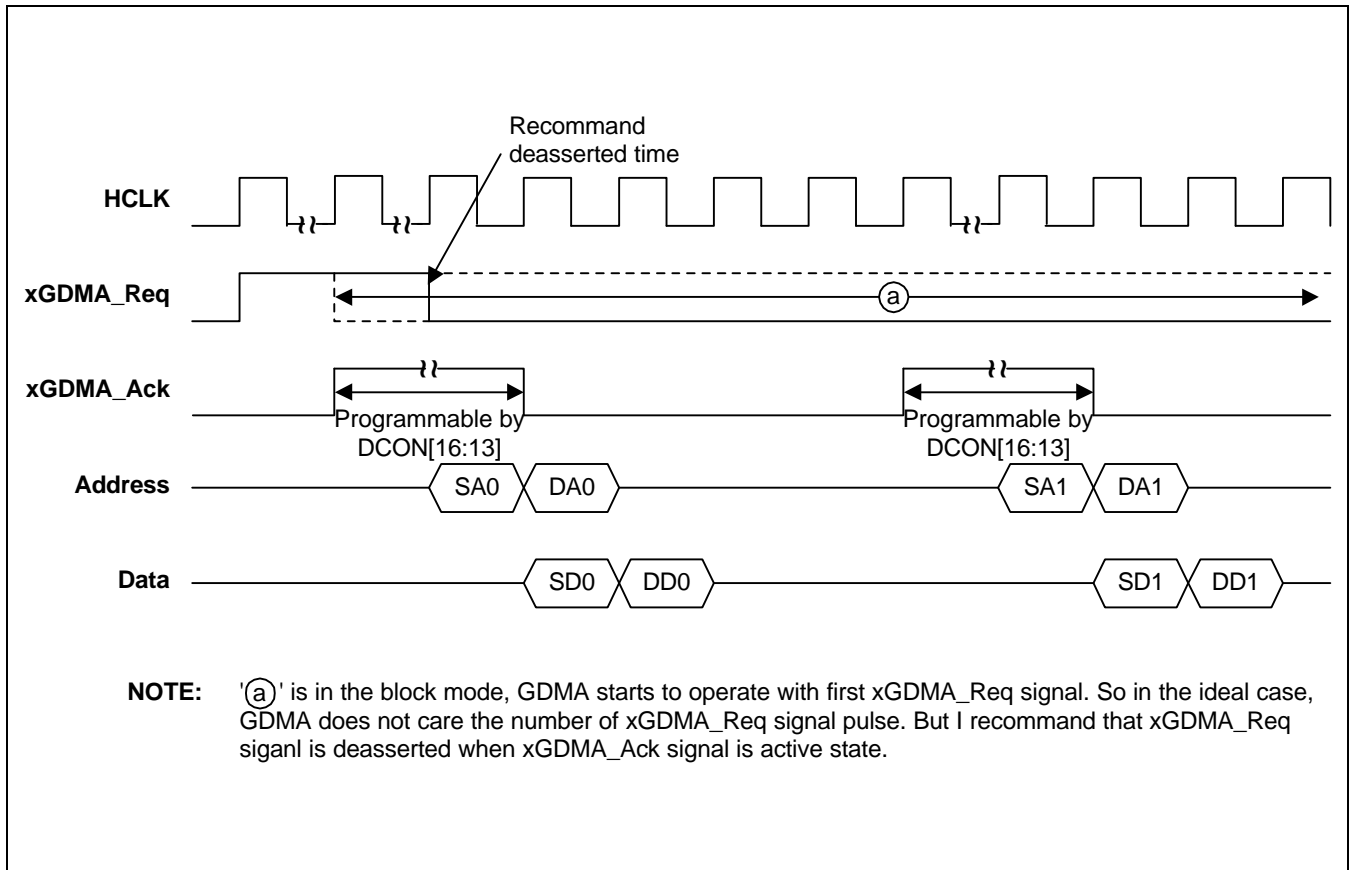 Recommand
deasserted time
HCLK
xGDMA_Req
a
xGDMA_Ack
Programmable by
DCON[16:13]
Programmable by
DCON[16:13]
Address
SA0
DA0
SA1
DA1
Data
SD0
DD0
SD1
DD1
NOTE: 'ⓐ' is in the block mode, GDMA starts to operate with first xGDMA_Req signal. So in the ideal case,
GDMA does not care the number of xGDMA_Req signal pulse. But I recommand that xGDMA_Req
siganl is deasserted when xGDMA_Ack signal is active state.